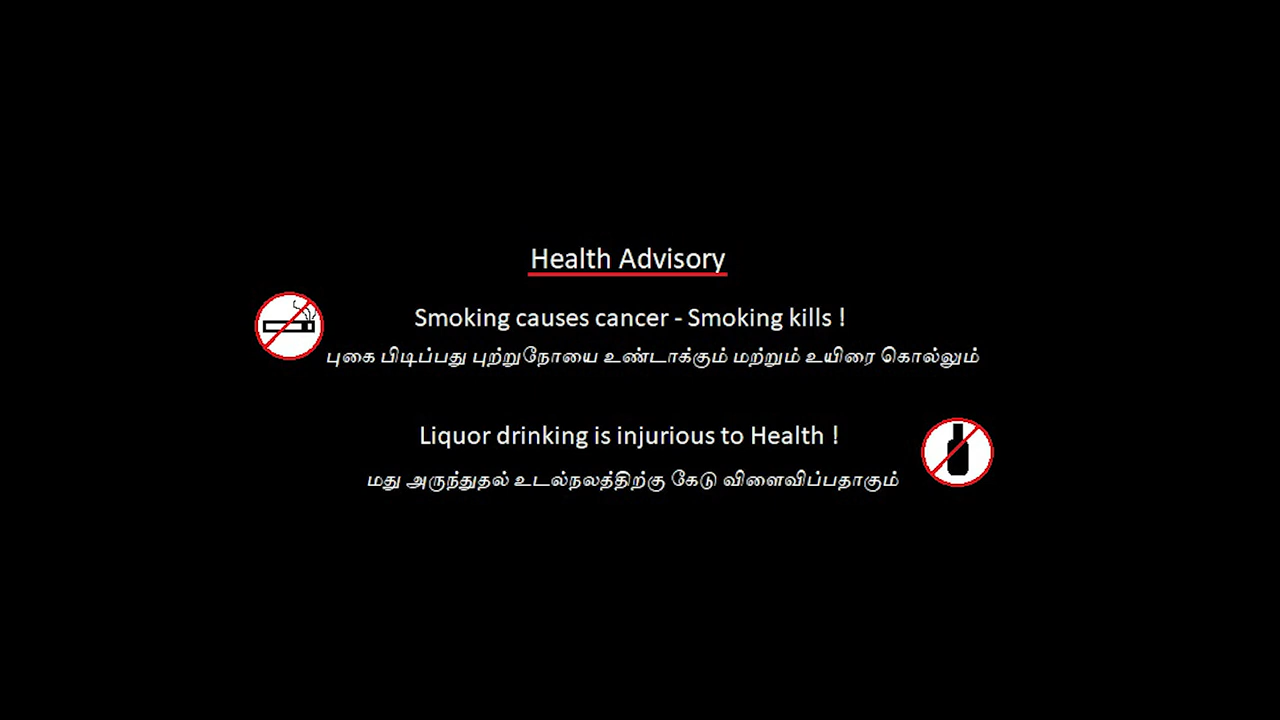 Health Advisory
Smoking causes cancer - Smoking kills !
புகை பிடிப்பது புற்றுநோயை உண்டாக்கும் மற்றும் உயிரை கொல்லும்
Liquor drinking is injurious to Health !
மது அருந்துதல் உடல்நலத்திற்கு கேடு விளைவிப்பதாகும்